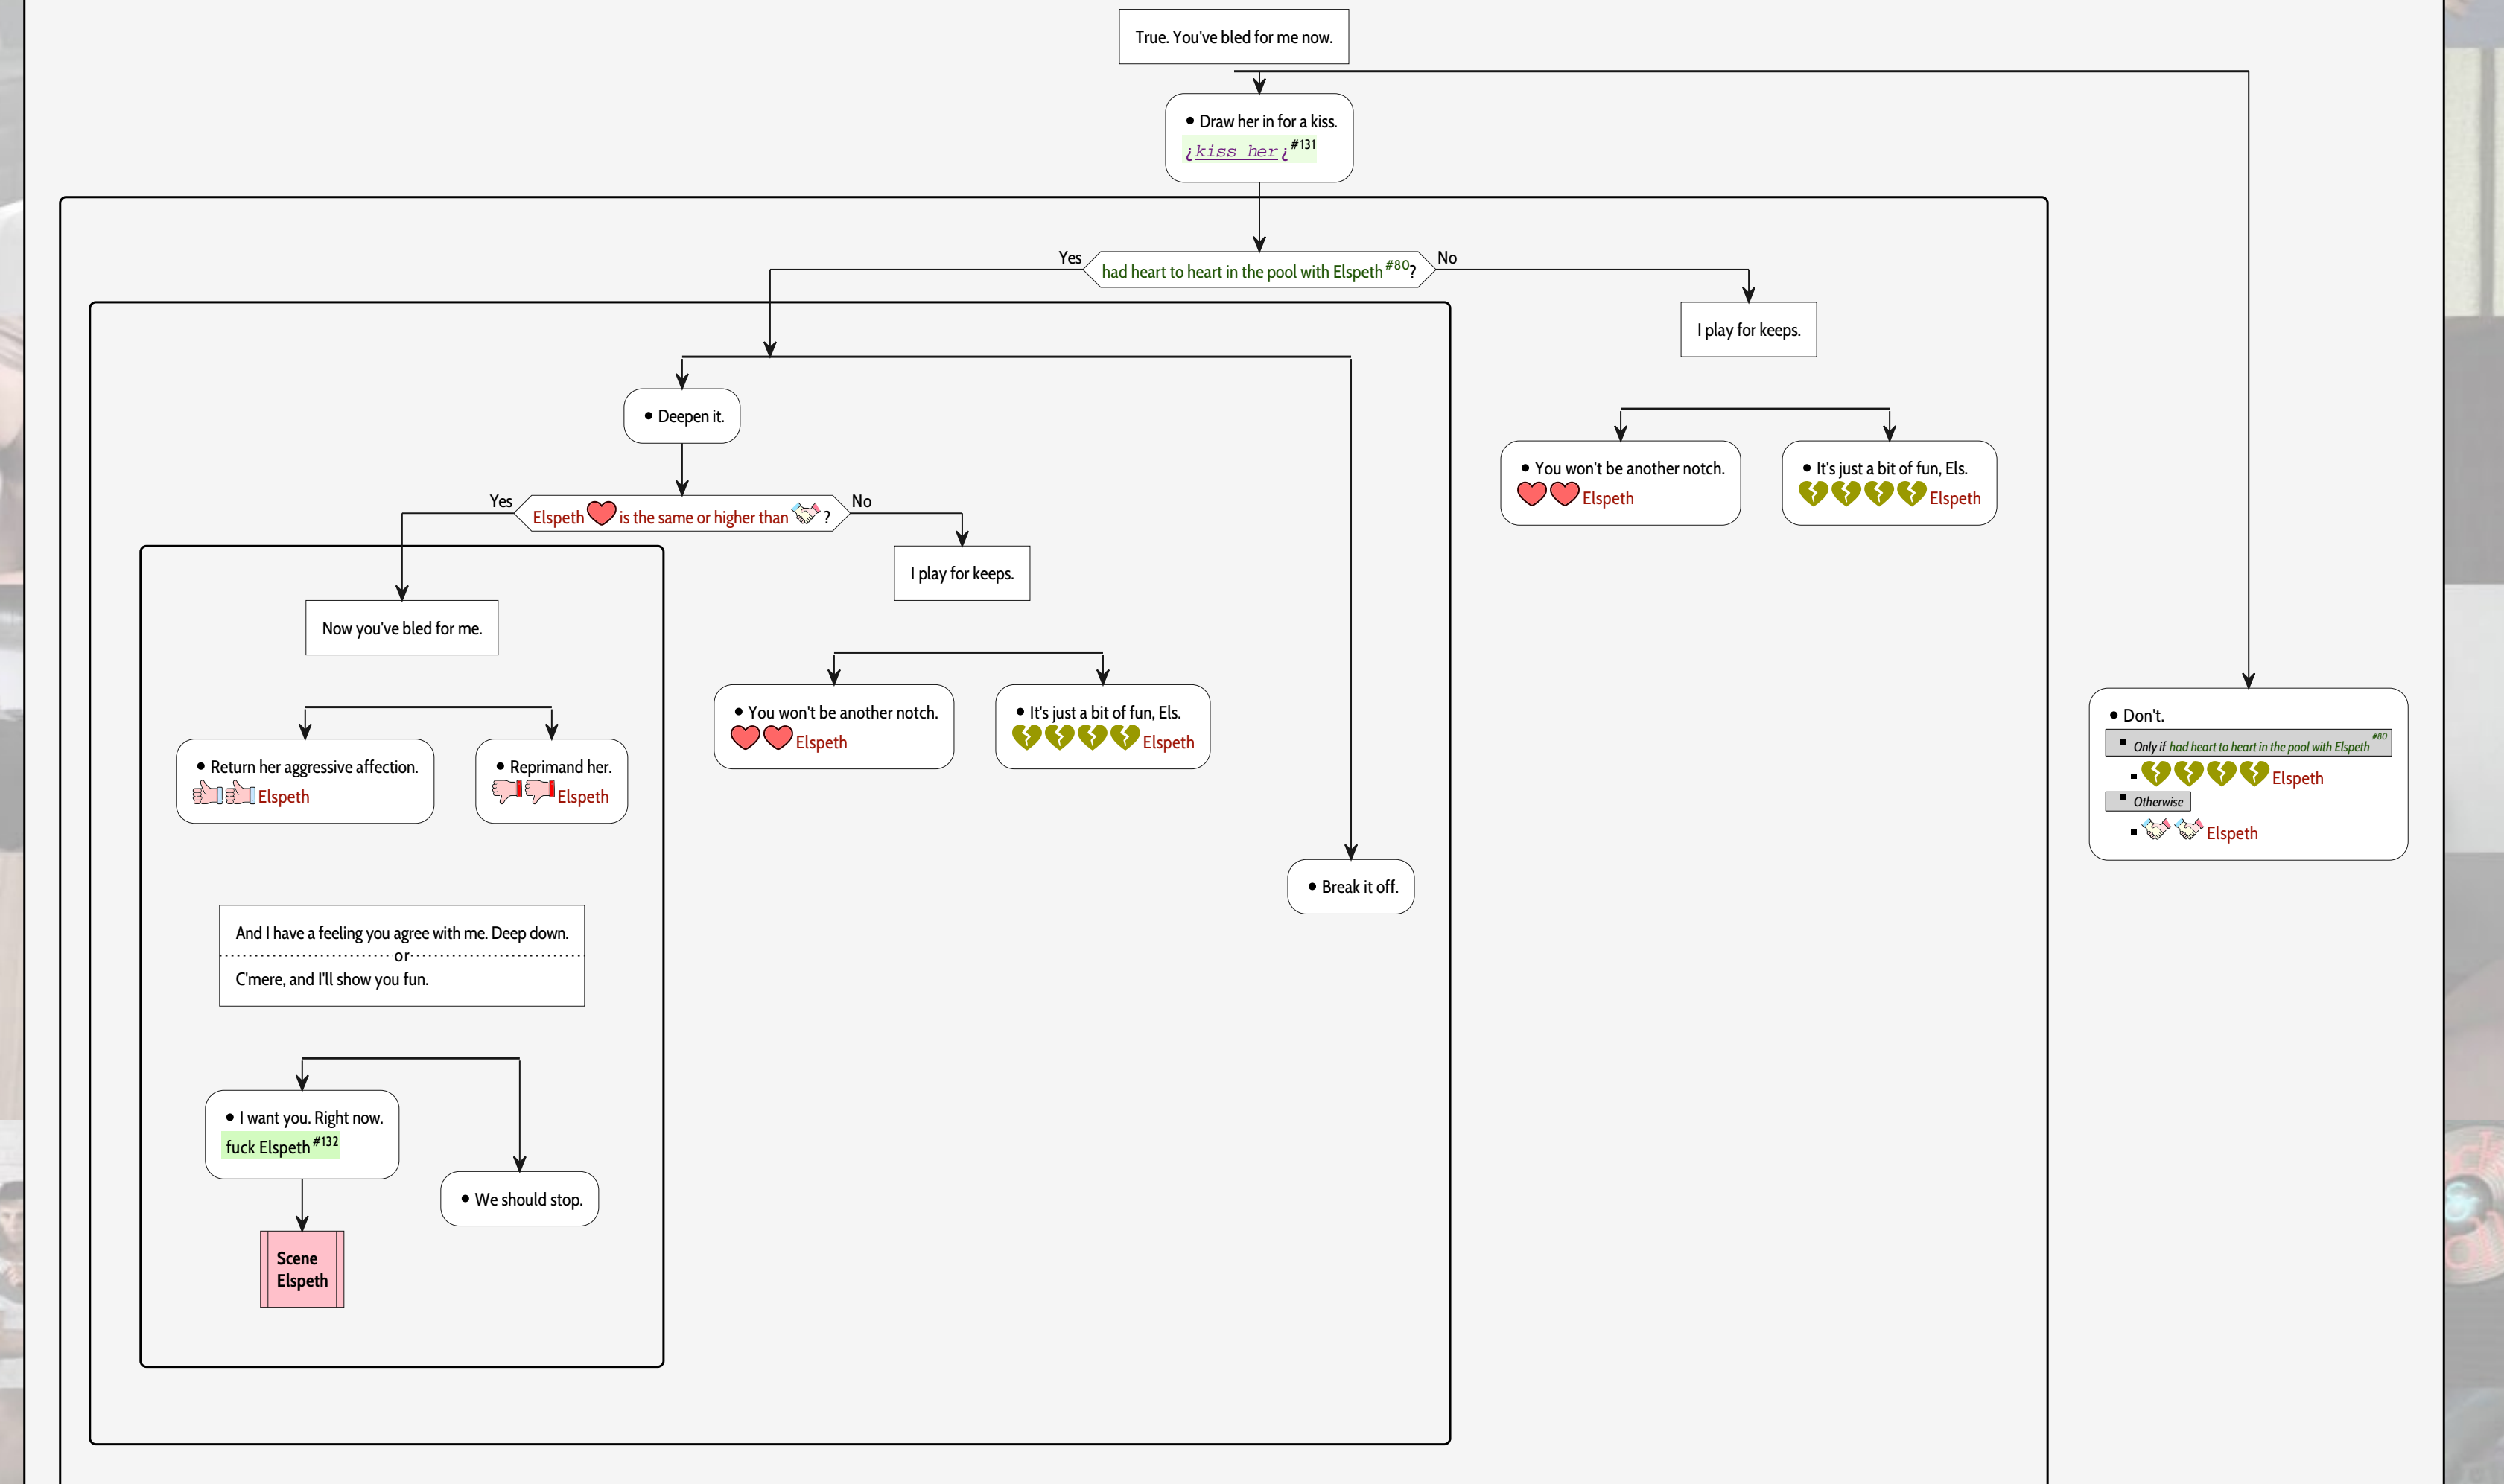 True. You've bled for me now.
• Draw her in for a kiss.
¿kiss her¿ #131
Yes
had heart to heart in the pool with Elspeth #80?
No
I play for keeps.
• You won't be another notch.
Elspeth
• It's just a bit of fun, Els.
Elspeth
• Deepen it.
Yes
Elspeth ❤ is the same or higher than 🤝?
No
Now you've bled for me.
• Return her aggressive affection.
Elspeth
• Reprimand her.
Elspeth
And I have a feeling you agree with me. Deep down.
or
C'mere, and I'll show you fun.
• I want you. Right now.
fuck Elspeth #132
Scene
Elspeth
• We should stop.
I play for keeps.
• You won't be another notch.
Elspeth
• It's just a bit of fun, Els.
Elspeth
• Break it off.
• Don't.
▪ Only if had heart to heart in the pool with Elspeth #80
▪ Elspeth
▪ Otherwise
▪ Elspeth